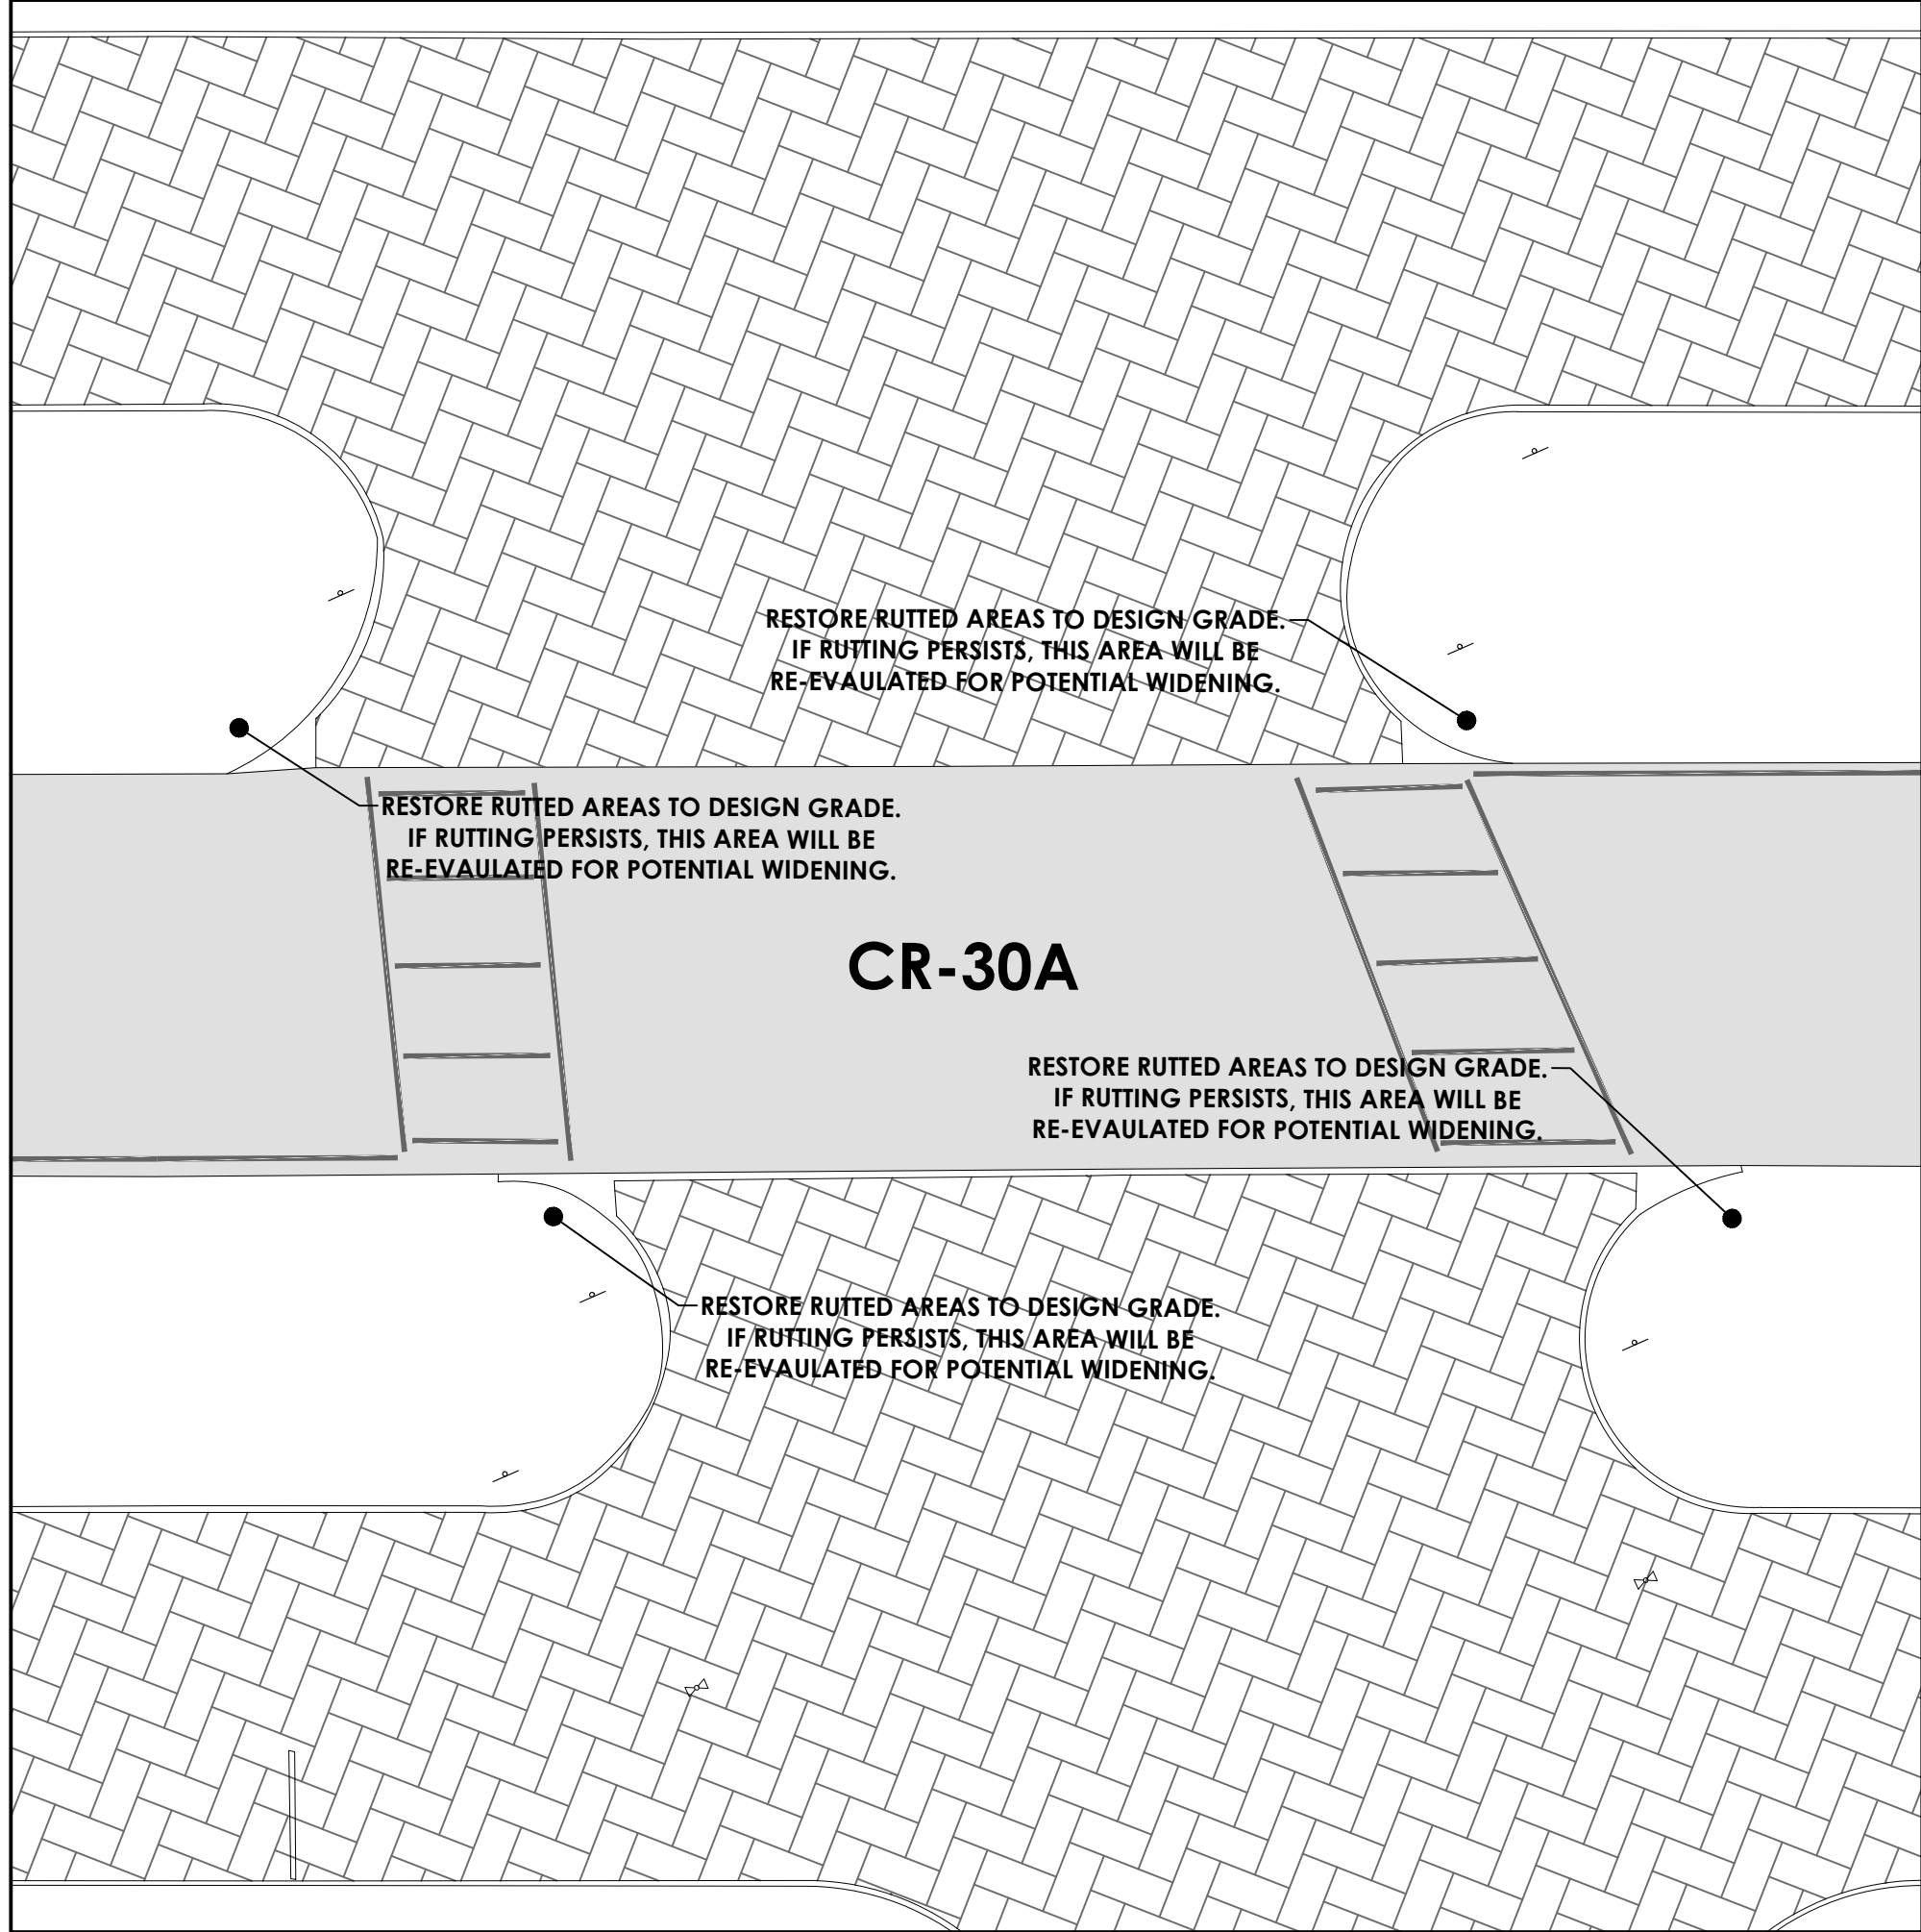 RESTORE RUTTED AREAS TO DESIGN GRADE.
IF RUTTING PERSISTS, THIS AREA WILL BE
RE-EVAULATED FOR POTENTIAL WIDENING.
RESTORE RUTTED AREAS TO DESIGN GRADE.
IF RUTTING PERSISTS, THIS AREA WILL BE
RE-EVAULATED FOR POTENTIAL WIDENING.
CR-30A
RESTORE RUTTED AREAS TO DESIGN GRADE.
IF RUTTING PERSISTS, THIS AREA WILL BE
RE-EVAULATED FOR POTENTIAL WIDENING.
RESTORE RUTTED AREAS TO DESIGN GRADE.
IF RUTTING PERSISTS, THIS AREA WILL BE
RE-EVAULATED FOR POTENTIAL WIDENING.